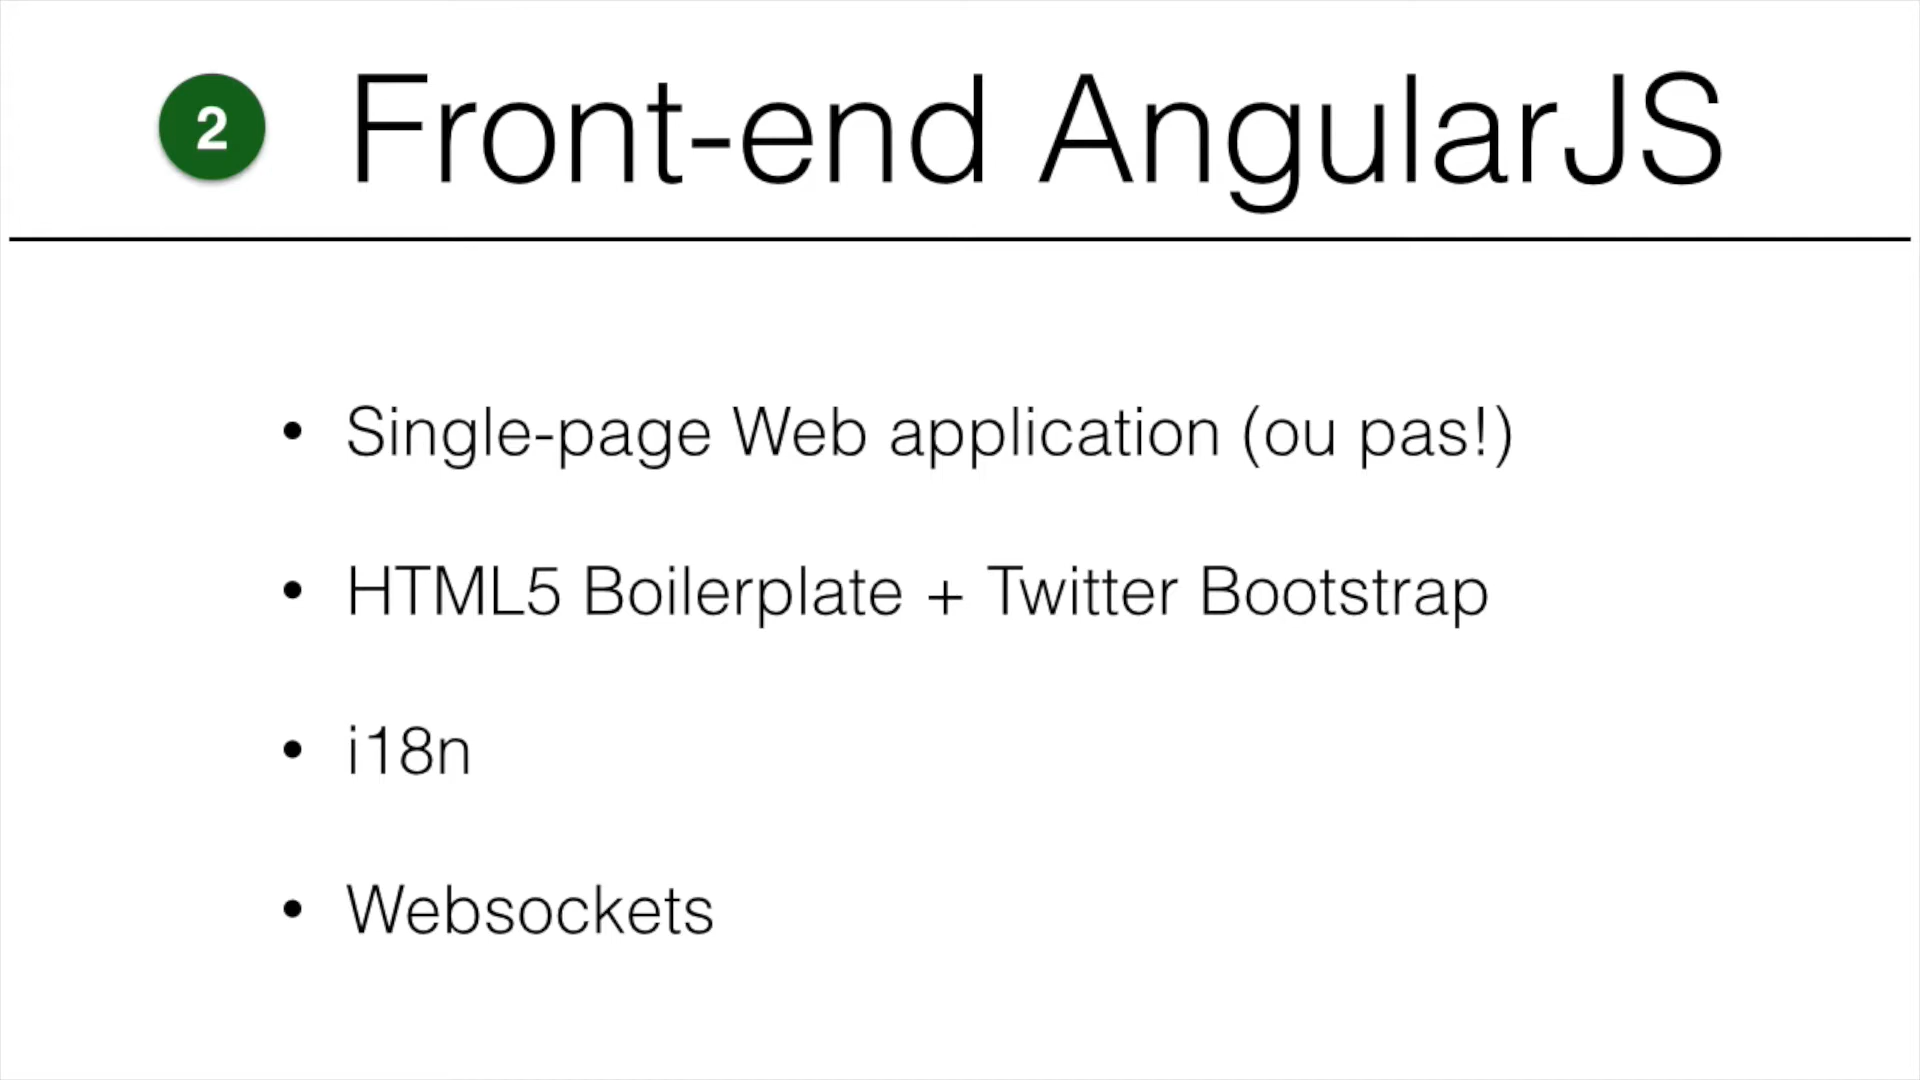 2 Front-end AngularJS
• Single-page Web application (ou pas!)
• HTML5 Boilerplate + Twitter Bootstrap
• i18n
• Websockets